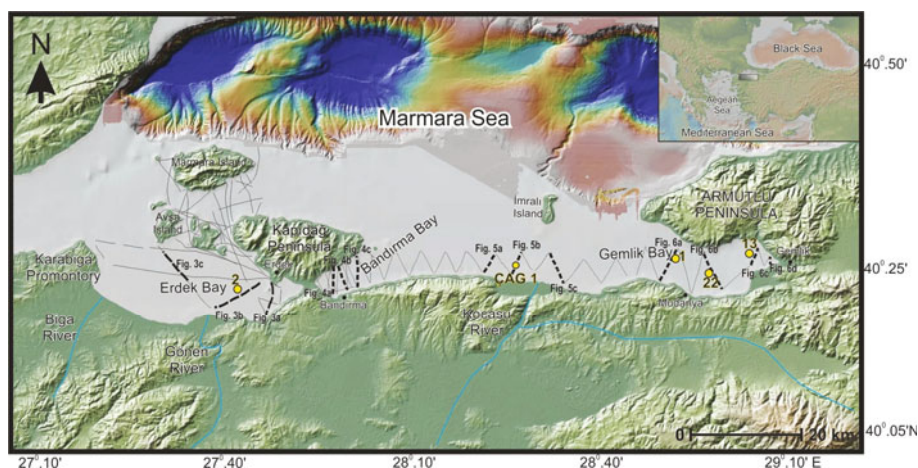 N
Black Sea
Aegean
Sea
Mediterranean Sea
40°.50'
Marmara Sea
Marmara Island
Avşa
Island
İmralı
Island
ARMUTLU
PENINSULA
Kapıdağ
Peninsula
Erdek
Bandırma Bay
Gemlik Bay
Gemlik
Karabiga
Promontory
Erdek Bay
Fig. 3c
Fig. 3b
Fig. 3a
Fig. 4a
Fig. 4b
Fig. 4c
Bandırma
Fig. 5a
Fig. 5b
Fig. 5c
Fig. 6a
Fig. 6b
Fig. 6c
Fig. 6d
2
ÇAG 1
1
22
13
40°.25'
Mudanya
Biga
River
Gönen
River
Kocasu
River
0
20 km
40°.05'N
27°.10'
27°.40'
28°.10'
28°.40'
29°.10' E